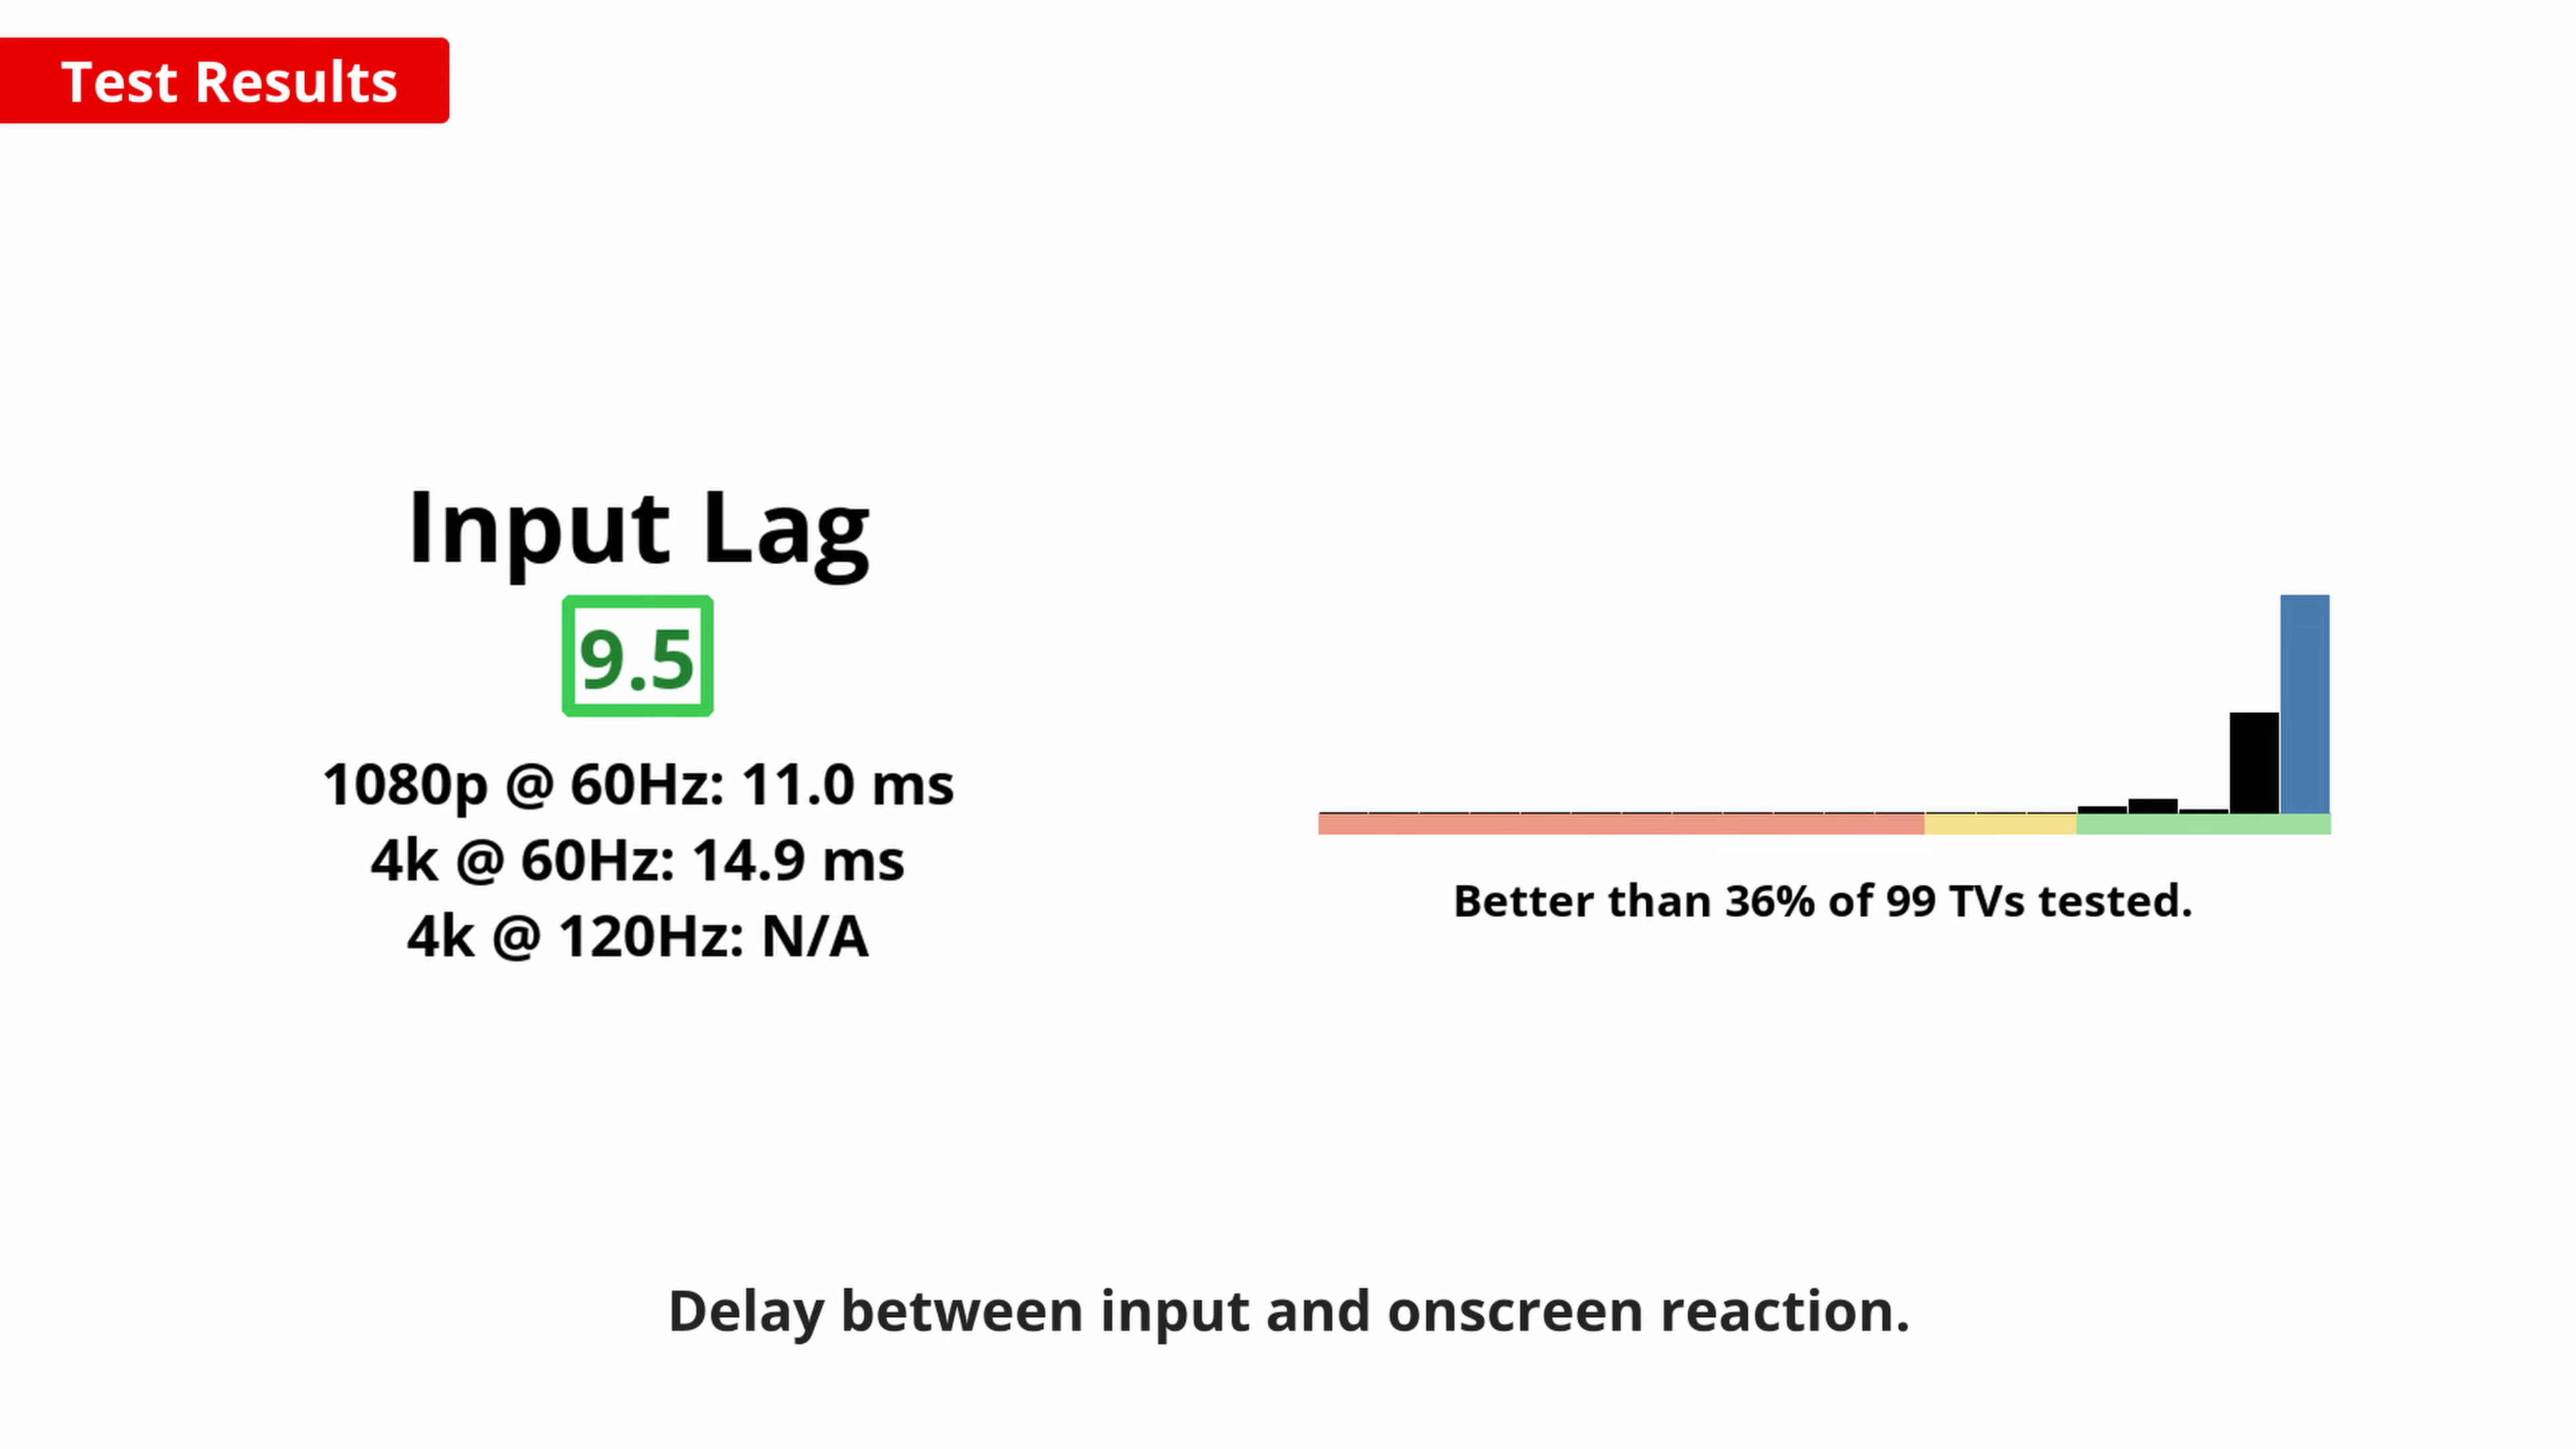 Test Results
Input Lag
9.5
1080p @ 60Hz: 11.0 ms
4k @ 60Hz: 14.9 ms
4k @ 120Hz: N/A
Better than 36% of 99 TVs tested.
Delay between input and onscreen reaction.